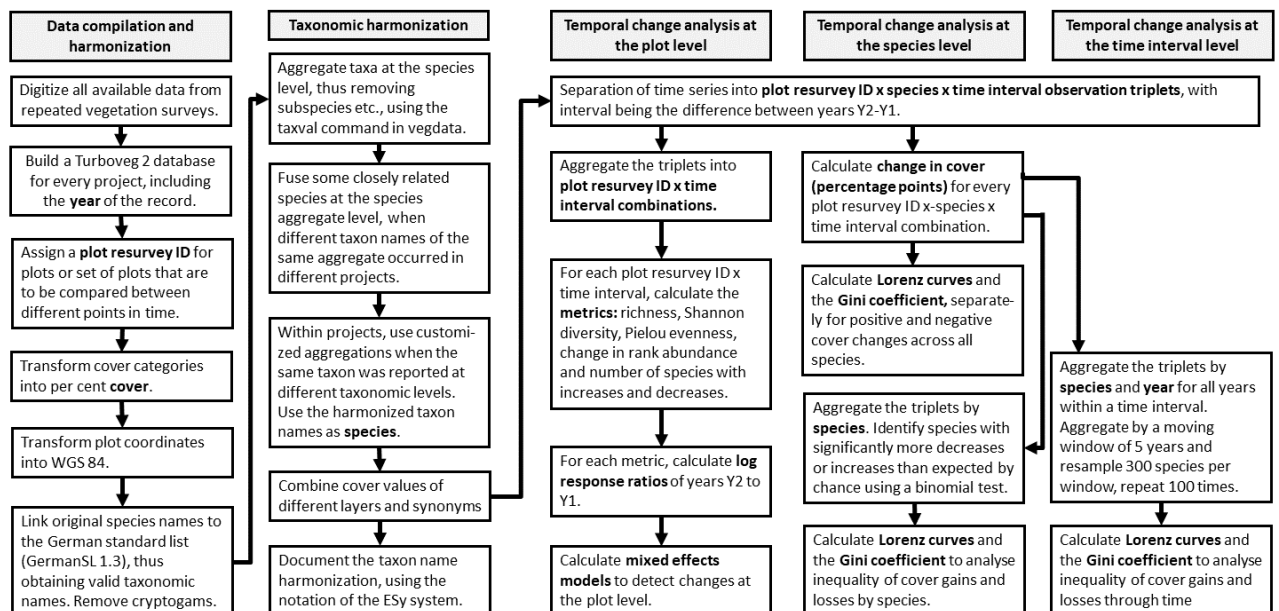 Data compilation and
harmonization
Digitize all available data from
repeated vegetation surveys.
Build a Turboveg 2 database
for every project, including
the year of the record.
Assign a plot resurvey ID for
plots or set of plots that are
to be compared between
different points in time.
Transform cover categories
into per cent cover.
Transform plot coordinates
into WGS 84.
Link original species names to
the German standard list
(GermanSL 1.3), thus
obtaining valid taxonomic
names. Remove cryptogams.
Taxonomic harmonization
Aggregate taxa at the species
level, thus removing
subspecies etc., using the
taxval command in vegdata.
Fuse some closely related
species at the species
aggregate level, when
different taxon names of the
same aggregate occurred in
different projects.
Within projects, use customi-
zed aggregations when the
same taxon was reported at
different taxonomic levels.
Use the harmonized taxon
names as species.
Combine cover values of
different layers and synonyms
Document the taxon name
harmonization, using the
notation of the ESy system.
Temporal change analysis at
the plot level
Temporal change analysis at
the species level
Temporal change analysis at
the time interval level
Separation of time series into plot resurvey ID x species x time interval observation triplets, with
interval being the difference between years Y2-Y1.
Aggregate the triplets into
plot resurvey ID x time
interval combinations.
For each plot resurvey ID x
time interval, calculate the
metrics: richness, Shannon
diversity, Pielou evenness,
change in rank abundance
and number of species with
increases and decreases.
For each metric, calculate log
response ratios of years Y2 to
Y1.
Calculate mixed effects
models to detect changes at
the plot level.
Calculate change in cover
(percentage points) for every
plot resurvey ID x-species x
time interval combination.
Calculate Lorenz curves and
the Gini coefficient, separate-
ly for positive and negative
cover changes across all
species.
Aggregate the triplets by
species. Identify species with
significantly more decreases
or increases than expected by
chance using a binomial test.
Calculate Lorenz curves and
the Gini coefficient to analyse
inequality of cover gains and
losses by species.
Aggregate the triplets by
species and year for all years
within a time interval.
Aggregate by a moving
window of 5 years and
resample 300 species per
window, repeat 100 times.
Calculate Lorenz curves and
the Gini coefficient to analyse
inequality of cover gains and
losses through time